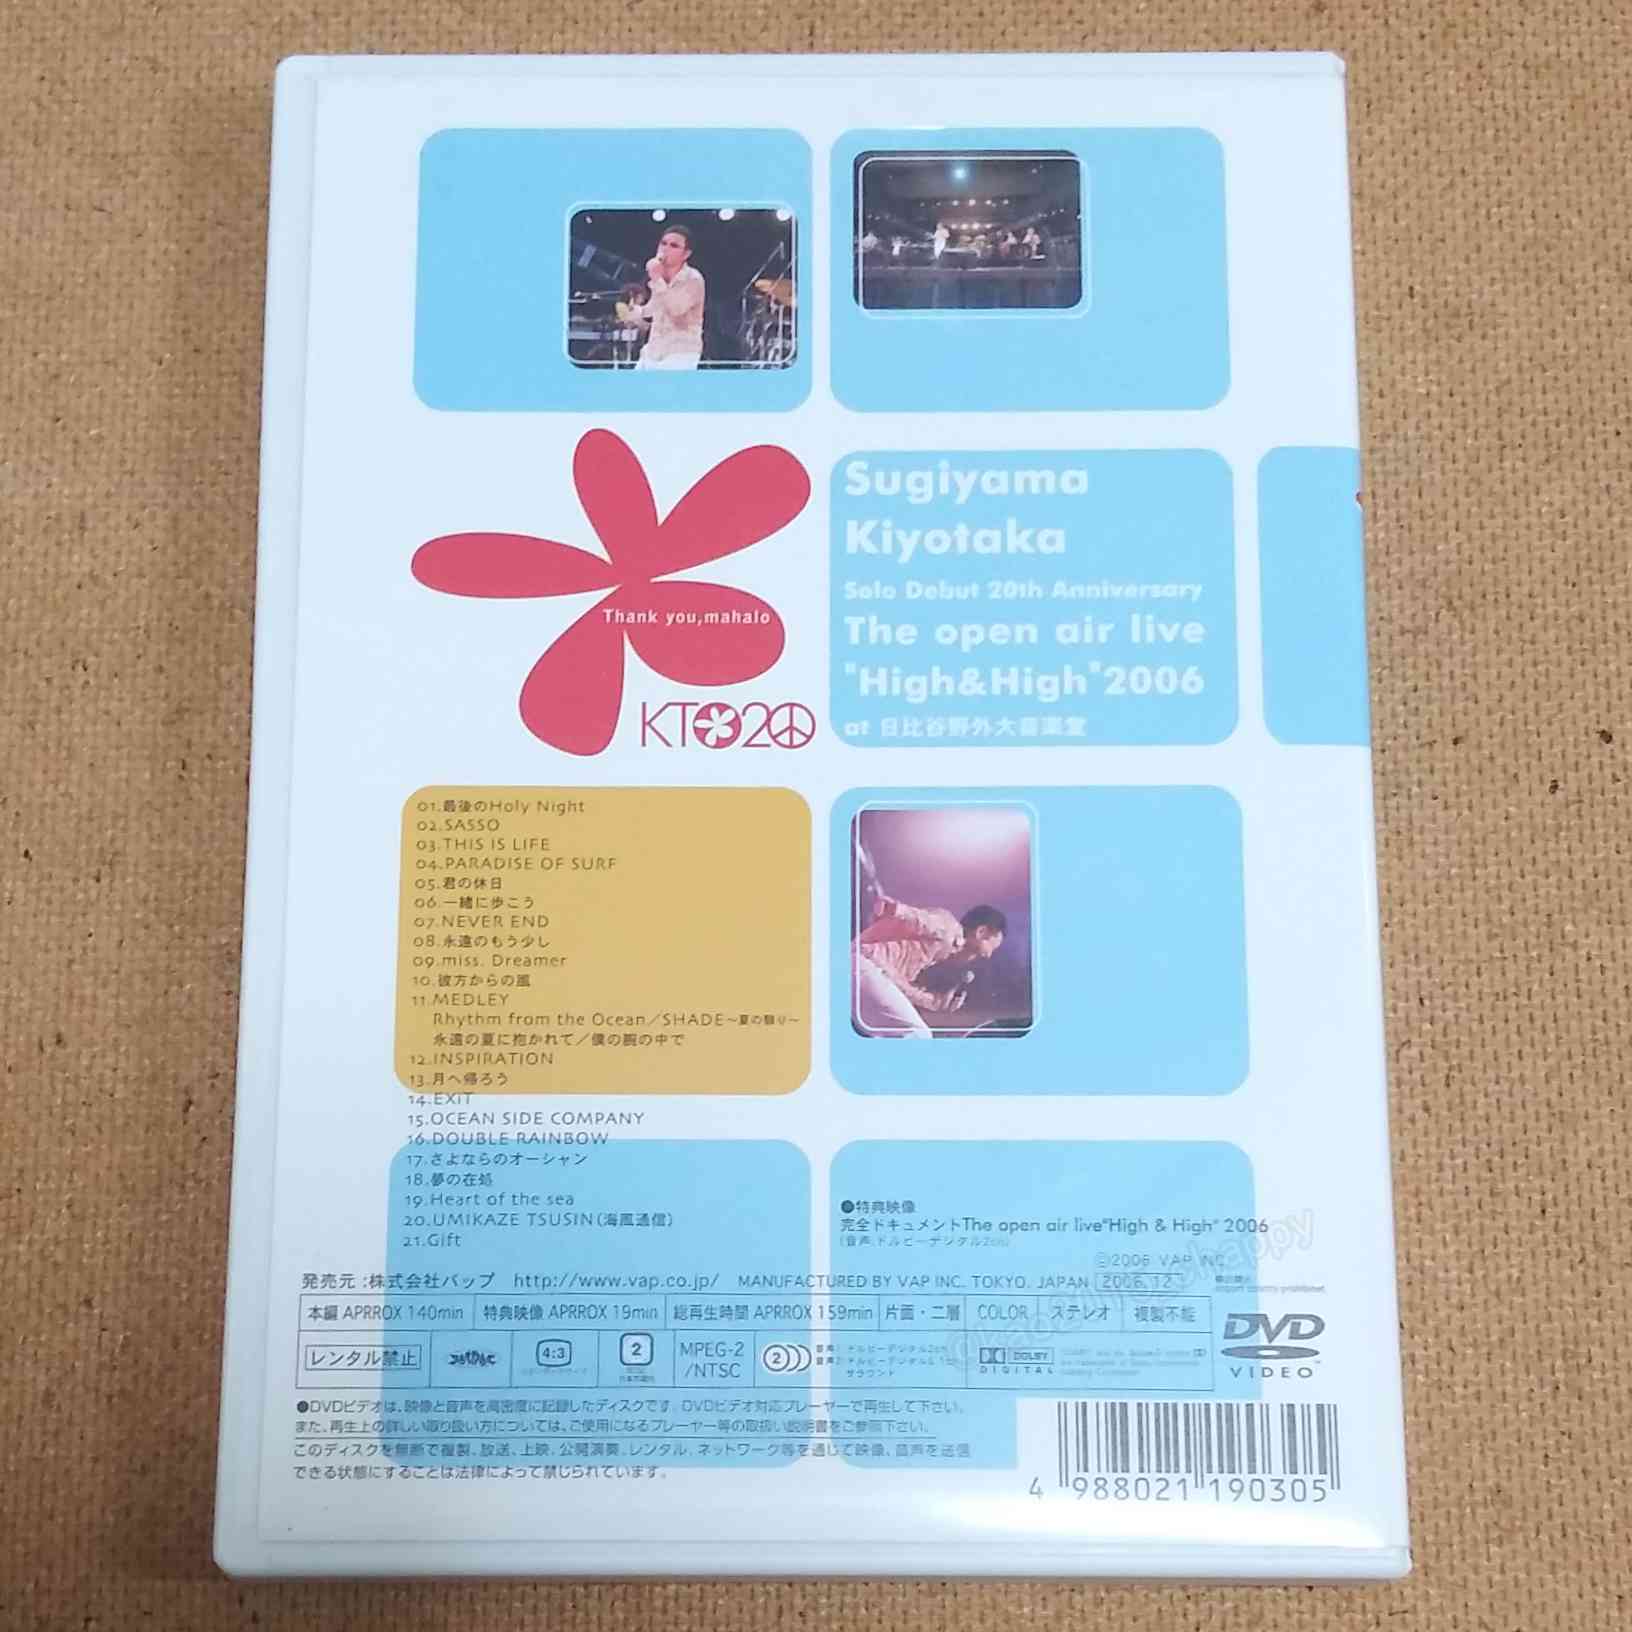 Sugiyama
Kiyotaka
Solo Debut 20th Anniversary
The open air live
"High&High"2006
at 日比谷野外大音楽堂
Thank you,mahalo
KT 20
01.最後のHoly Night
02.SASSO
03.THIS IS LIFE
04.PARADISE OF SURF
05.君の休日
06.一緒に歩こう
07.NEVER END
08.永遠のもう少し
09.miss. Dreamer
10.彼方からの風
11.MEDLEY
Rhythm from the Ocean／SHADE～夏の翳り～
永遠の夏に抱かれて／僕の腕の中で
12.INSPIRATION
13.月へ帰ろう
14.EXIT
15.OCEAN SIDE COMPANY
16.DOUBLE RAINBOW
17.さよならのオーシャン
18.夢の在処
19.Heart of the sea
20.UMIKAZE TSUSIN(海風通信)
21.Gift
●特典映像
完全ドキュメントThe open air live"High & High" 2006
(音声:ドルビーデジタル2ch)
©2006 VAP INC.
発売元:株式会社バップ http://www.vap.co.jp/ MANUFACTURED BY VAP INC. TOKYO. JAPAN 2006.12
本編 APRROX 140min 特典映像 APRROX 19min 総再生時間 APRROX 159min 片面・二層 COLOR ステレオ 複製不能
レンタル禁止 4:3 2 MPEG-2/NTSC 2 DOLBY DIGITAL
DVD VIDEO
●DVDビデオは、映像と音声を高密度に記録したディスクです。DVDビデオ対応プレーヤーで再生して下さい。
また、再生上の詳しい取り扱い方については、ご使用になるプレーヤー等の取扱い説明書をご参照下さい。
このディスクを無断で複製、放送、上映、公開演奏、レンタル、ネットワーク等を通じて映像、音声を送信
できる状態にすることは法律によって禁じられています。
4 988021 190305